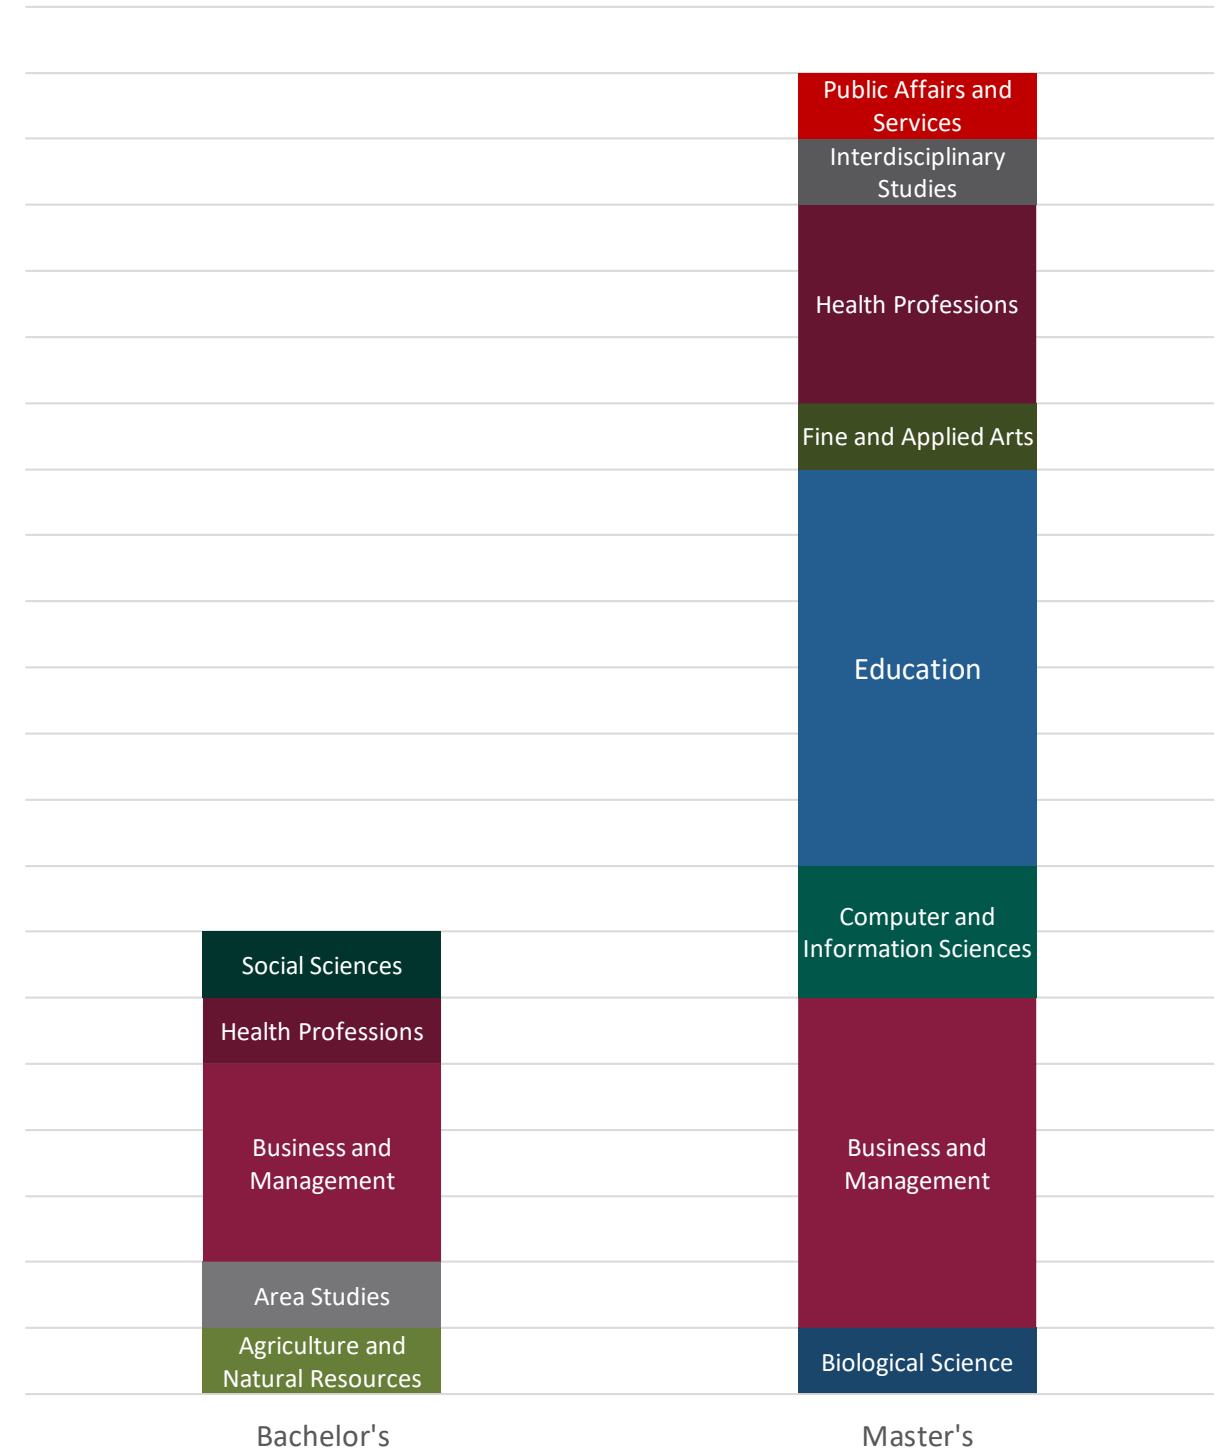 Public Affairs and
Services
Interdisciplinary
Studies
Health Professions
Fine and Applied Arts
Education
Computer and
Information Sciences
Business and
Management
Biological Science
Social Sciences
Health Professions
Business and
Management
Area Studies
Agriculture and
Natural Resources
Bachelor's
Master's